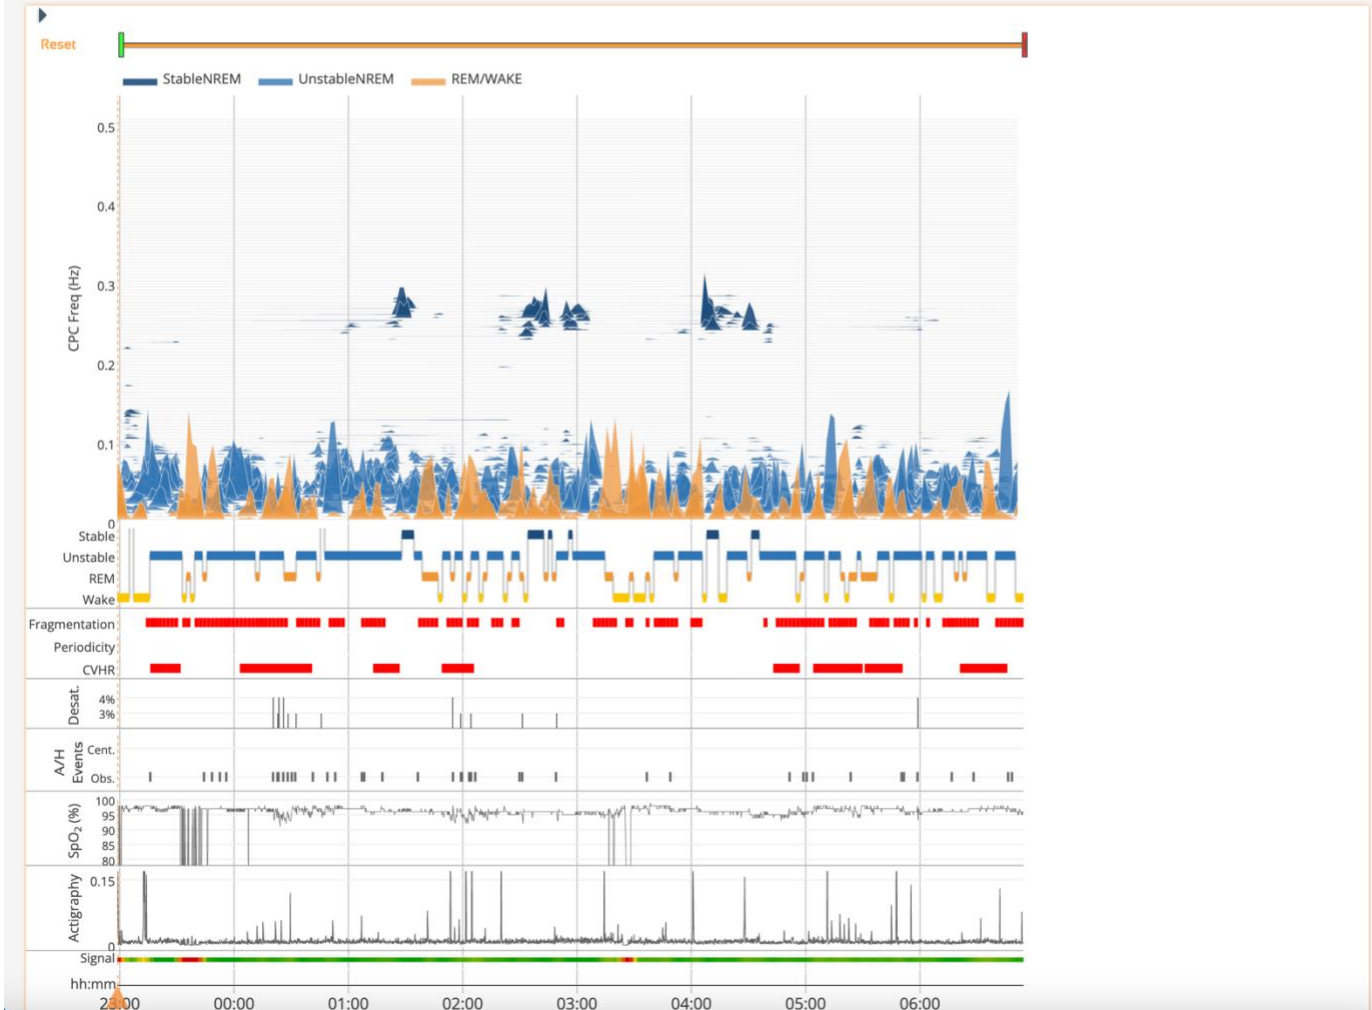 Reset
StableNREM UnstableNREM REM/WAKE
CPC Freq (Hz)
0.5
0.4
0.3
0.2
0.1
0
Stable
Unstable
REM
Wake
Fragmentation
Periodicity
CVHR
Desat.
4%
3%
A/H
Events
Cent.
Obs.
SpO2 (%)
100
95
90
85
80
Actigraphy
0.15
0
Signal
hh:mm
23:00 00:00 01:00 02:00 03:00 04:00 05:00 06:00